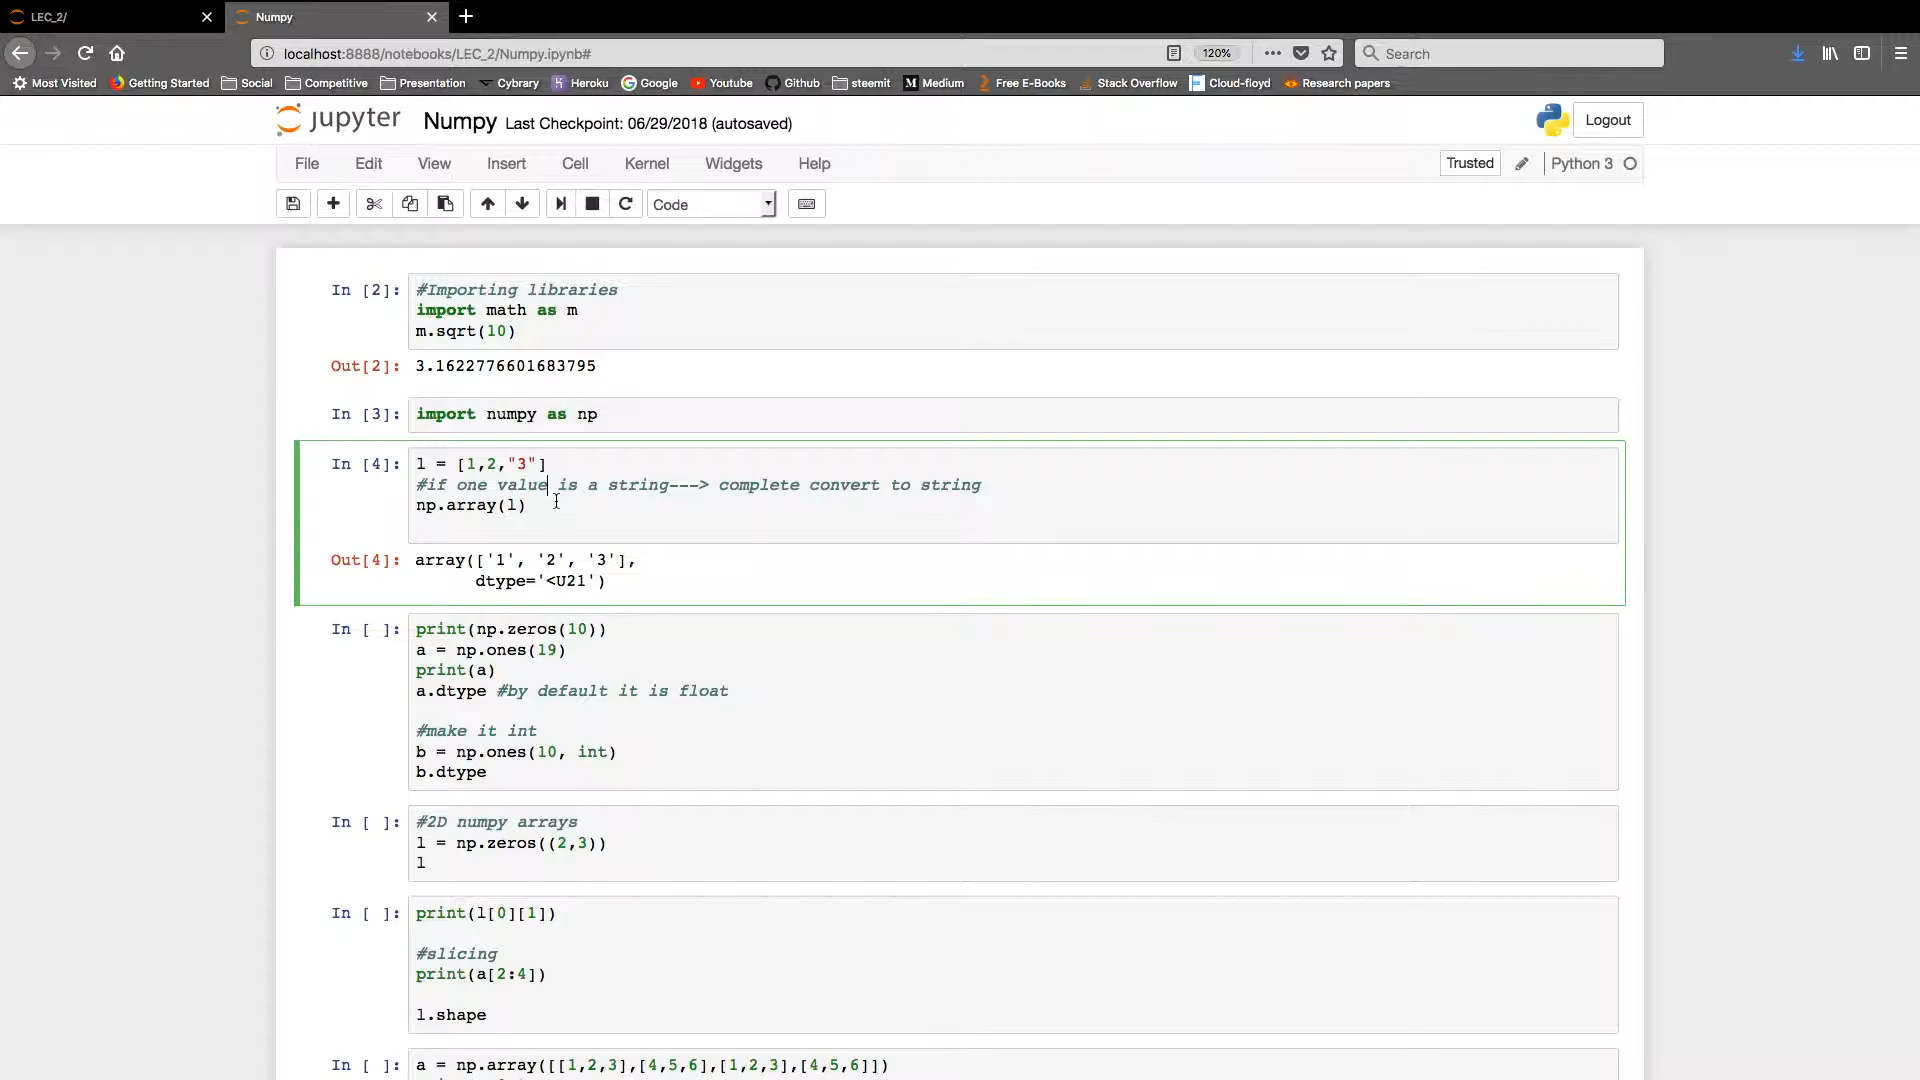 LEC_2/
Numpy
localhost:8888/notebooks/LEC_2/Numpy.ipynb#
120%
Search
Most Visited Getting Started Social Competitive Presentation Cybrary Heroku Google Youtube Github steemit Medium Free E-Books Stack Overflow Cloud-floyd Research papers
jupyter Numpy Last Checkpoint: 06/29/2018 (autosaved)
Logout
File Edit View Insert Cell Kernel Widgets Help
Trusted
Python 3
Code
In [2]: #Importing libraries
import math as m
m.sqrt(10)
Out[2]: 3.1622776601683795
In [3]: import numpy as np
In [4]: l = [1,2,"3"]
#if one value is a string---> complete convert to string
np.array(l)
Out[4]: array(['1', '2', '3'],
dtype='<U21')
In [ ]: print(np.zeros(10))
a = np.ones(19)
print(a)
a.dtype #by default it is float
#make it int
b = np.ones(10, int)
b.dtype
In [ ]: #2D numpy arrays
l = np.zeros((2,3))
l
In [ ]: print(l[0][1])
#slicing
print(a[2:4])
l.shape
In [ ]: a = np.array([[1,2,3],[4,5,6],[1,2,3],[4,5,6]])